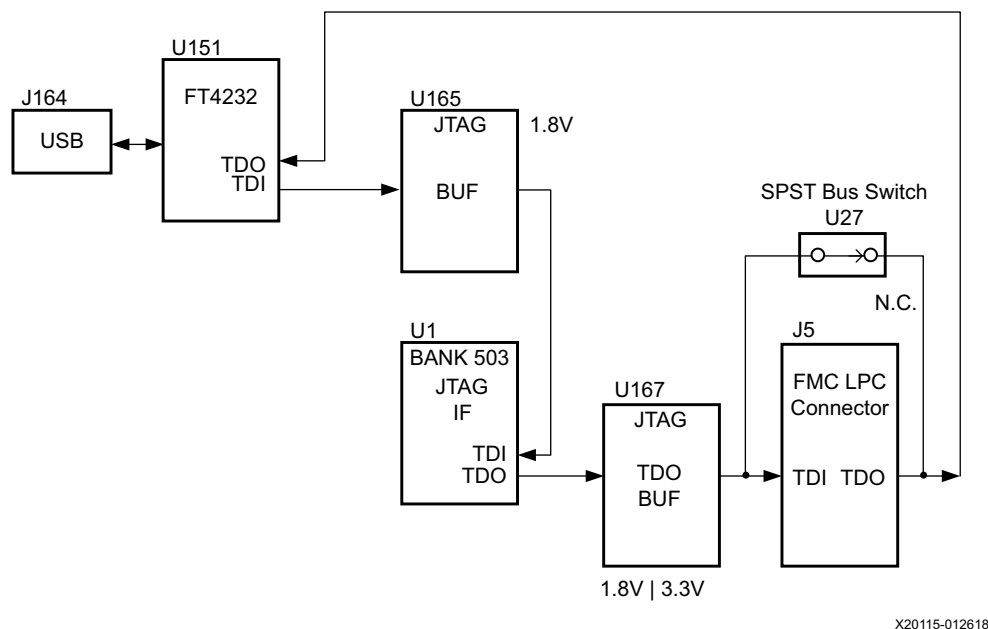 U151
J164
FT4232
USB
TDO
TDI
U165
JTAG
1.8V
BUF
SPST Bus Switch
U27
N.C.
U1
BANK 503
JTAG
IF
TDI
TDO
U167
JTAG
TDO
BUF
1.8V | 3.3V
J5
FMC LPC
Connector
TDI TDO
X20115-012618